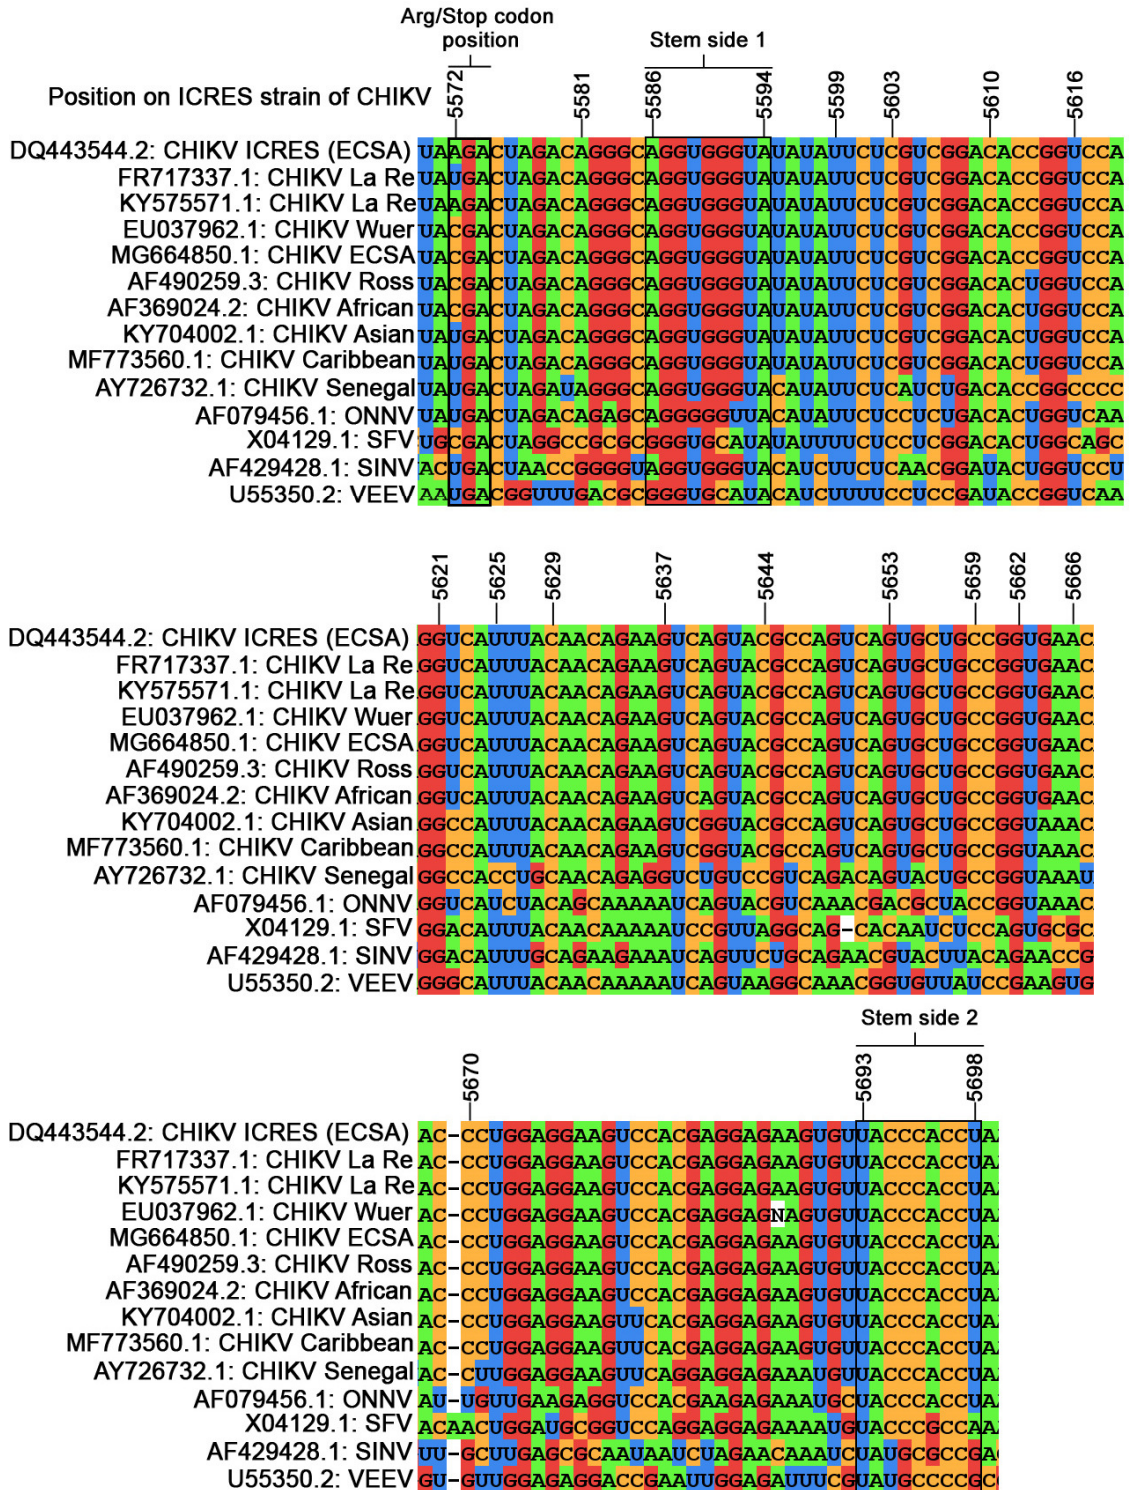 Arg/Stop codon
position
Stem side 1
Position on ICRES strain of CHIKV
5572 5581 5586 5594 5599 5603 5610 5616
DQ443544.2: CHIKV ICRES (ECSA) UAAGACUAGACAGGGCAGGUGGGUAUAUAUUCUCGUCGGACACCGGUCCA
FR717337.1: CHIKV La Re UAUGACUAGACAGGGCAGGUGGGUAUAUAUUCUCGUCGGACACCGGUCCA
KY575571.1: CHIKV La Re UAAGACUAGACAGGGCAGGUGGGUAUAUAUUCUCGUCGGACACCGGUCCA
EU037962.1: CHIKV Wuer UACGACUAGACAGGGCAGGUGGGUAUAUAUUCUCGUCGGACACCGGUCCA
MG664850.1: CHIKV ECSA UACGACUAGACAGGGCAGGUGGGUAUAUAUUCUCGUCGGACACCGGUCCA
AF490259.3: CHIKV Ross UACGACUAGACAGGGCAGGUGGGUAUAUAUUCUCGUCGGACACUGGUCCA
AF369024.2: CHIKV African UACGACUAGACAGGGCAGGUGGGUAUAUAUUCUCGUCGGACACUGGUCCA
KY704002.1: CHIKV Asian UAUGACUAGACAGGGCAGGUGGGUAUAUAUUCUCGUCGGACACUGGUCCA
MF773560.1: CHIKV Caribbean UAUGACUAGACAGGGCAGGUGGGUAUAUAUUCUCGUCGGACACUGGUCCA
AY726732.1: CHIKV Senegal UAUGACUAGAUAGGGCAGGUGGGUACAUAUUCUCAUCUGACACCGGCCCC
AF079456.1: ONNV UAUGACUAGACAGAGCAGGGGGUUACAUAUUCUCCUCUGACACUGGUCAA
X04129.1: SFV UGCGACUAGGCCGCGCGGGUGCAUAUAUUUUCUCCUCGGACACUGGCAGC
AF429428.1: SINV ACUGACUAACCGGGGUAGGUGGGUACAUCUUCUCAACGGAUACUGGUCCU
U55350.2: VEEV AAUGACGGUUUGACGCGGGUGCAUACAUCUUUUCCUCCGAUACCGGUCAA
5621 5625 5629 5637 5644 5653 5659 5662 5666
DQ443544.2: CHIKV ICRES (ECSA) GGUCAUUUACAACAGAAGUCAGUACGCCAGUCAGUGCUGCCGGUGAAC
FR717337.1: CHIKV La Re GGUCAUUUACAACAGAAGUCAGUACGCCAGUCAGUGCUGCCGGUGAAC
KY575571.1: CHIKV La Re GGUCAUUUACAACAGAAGUCAGUACGCCAGUCAGUGCUGCCGGUGAAC
EU037962.1: CHIKV Wuer GGUCAUUUACAACAGAAGUCAGUACGCCAGUCAGUGCUGCCGGUGAAC
MG664850.1: CHIKV ECSA GGUCAUUUACAACAGAAGUCAGUACGCCAGUCAGUGCUGCCGGUGAAC
AF490259.3: CHIKV Ross GGUCAUUUACAACAGAAGUCAGUACGCCAGUCAGUGCUGCCGGUGAAC
AF369024.2: CHIKV African GGUCAUUUACAACAGAAGUCAGUACGCCAGUCAGUGCUGCCGGUGAAC
KY704002.1: CHIKV Asian GGCCAUUUACAACAGAAGUCGGUACGCCAGUCAGUGCUGCCGGUAAAC
MF773560.1: CHIKV Caribbean GGCCAUUUACAACAGAAGUCGGUACGCCAGUCAGUGCUGCCGGUAAAC
AY726732.1: CHIKV Senegal GGCCACCUGCAACAGAGGUCUGUCCGUCAGACAGUACUGCCGGUAAAU
AF079456.1: ONNV GGUCAUCUACAGCAAAAAUCAGUACGUCAAACGACGCUACCGGUAAAC
X04129.1: SFV GGACAUUUACAACAAAAAUCCGUUAGGCAG-CACAAUCUCCAGUGCGC
AF429428.1: SINV GGACAUUUGCAGAAGAAAUCAGUUCUGCAGAACGUACUUACAGAACCG
U55350.2: VEEV GGGCAUUUACAACAAAAAUCAGUAAGGCAAACGGUGUUAUCCGAAGUG
Stem side 2
5670 5693 5698
DQ443544.2: CHIKV ICRES (ECSA) AC-CCUGGAGGAAGUCCACGAGGAGAAGUGUUACCCACCUA
FR717337.1: CHIKV La Re AC-CCUGGAGGAAGUCCACGAGGAGAAGUGUUACCCACCUA
KY575571.1: CHIKV La Re AC-CCUGGAGGAAGUCCACGAGGAGAAGUGUUACCCACCUA
EU037962.1: CHIKV Wuer AC-CCUGGAGGAAGUCCACGAGGAGNAGUGUUACCCACCUA
MG664850.1: CHIKV ECSA AC-CCUGGAGGAAGUCCACGAGGAGAAGUGUUACCCACCUA
AF490259.3: CHIKV Ross AC-CCUGGAGGAAGUCCACGAGGAGAAGUGUUACCCACCUA
AF369024.2: CHIKV African AC-CCUGGAGGAAGUCCACGAGGAGAAGUGUUACCCACCUA
KY704002.1: CHIKV Asian AC-CCUGGAGGAAGUUCACGAGGAGAAGUGUUACCCACCUA
MF773560.1: CHIKV Caribbean AC-CCUGGAGGAAGUUCACGAGGAGAAGUGUUACCCACCUA
AY726732.1: CHIKV Senegal AC-CUUGGAGGAAGUUCAGGAGGAGAAAUGUUACCCACCUA
AF079456.1: ONNV AU-UGUUGAAGAGGUCCACGAAGAGAAAUGCUACCCACCUA
X04129.1: SFV ACAACUGGAUGCGGUCCAGGAGGAGAAAAUGUACCCGCCAA
AF429428.1: SINV UU-GCUUGAGCGCAAUAAUCUAGAACAAAUCUAUGCGCCGA
U55350.2: VEEV GU-GUUGGAGAGGACCGAAUUGGAGAUUUCGUAUGCCCCGC